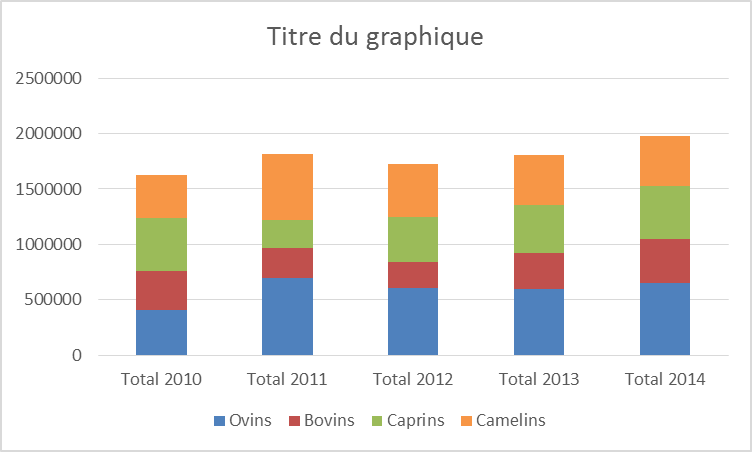 Titre du graphique
2500000
2000000
1500000
1000000
500000
0
Total 2010 Total 2011 Total 2012 Total 2013 Total 2014
Ovins Bovins Caprins Camelins